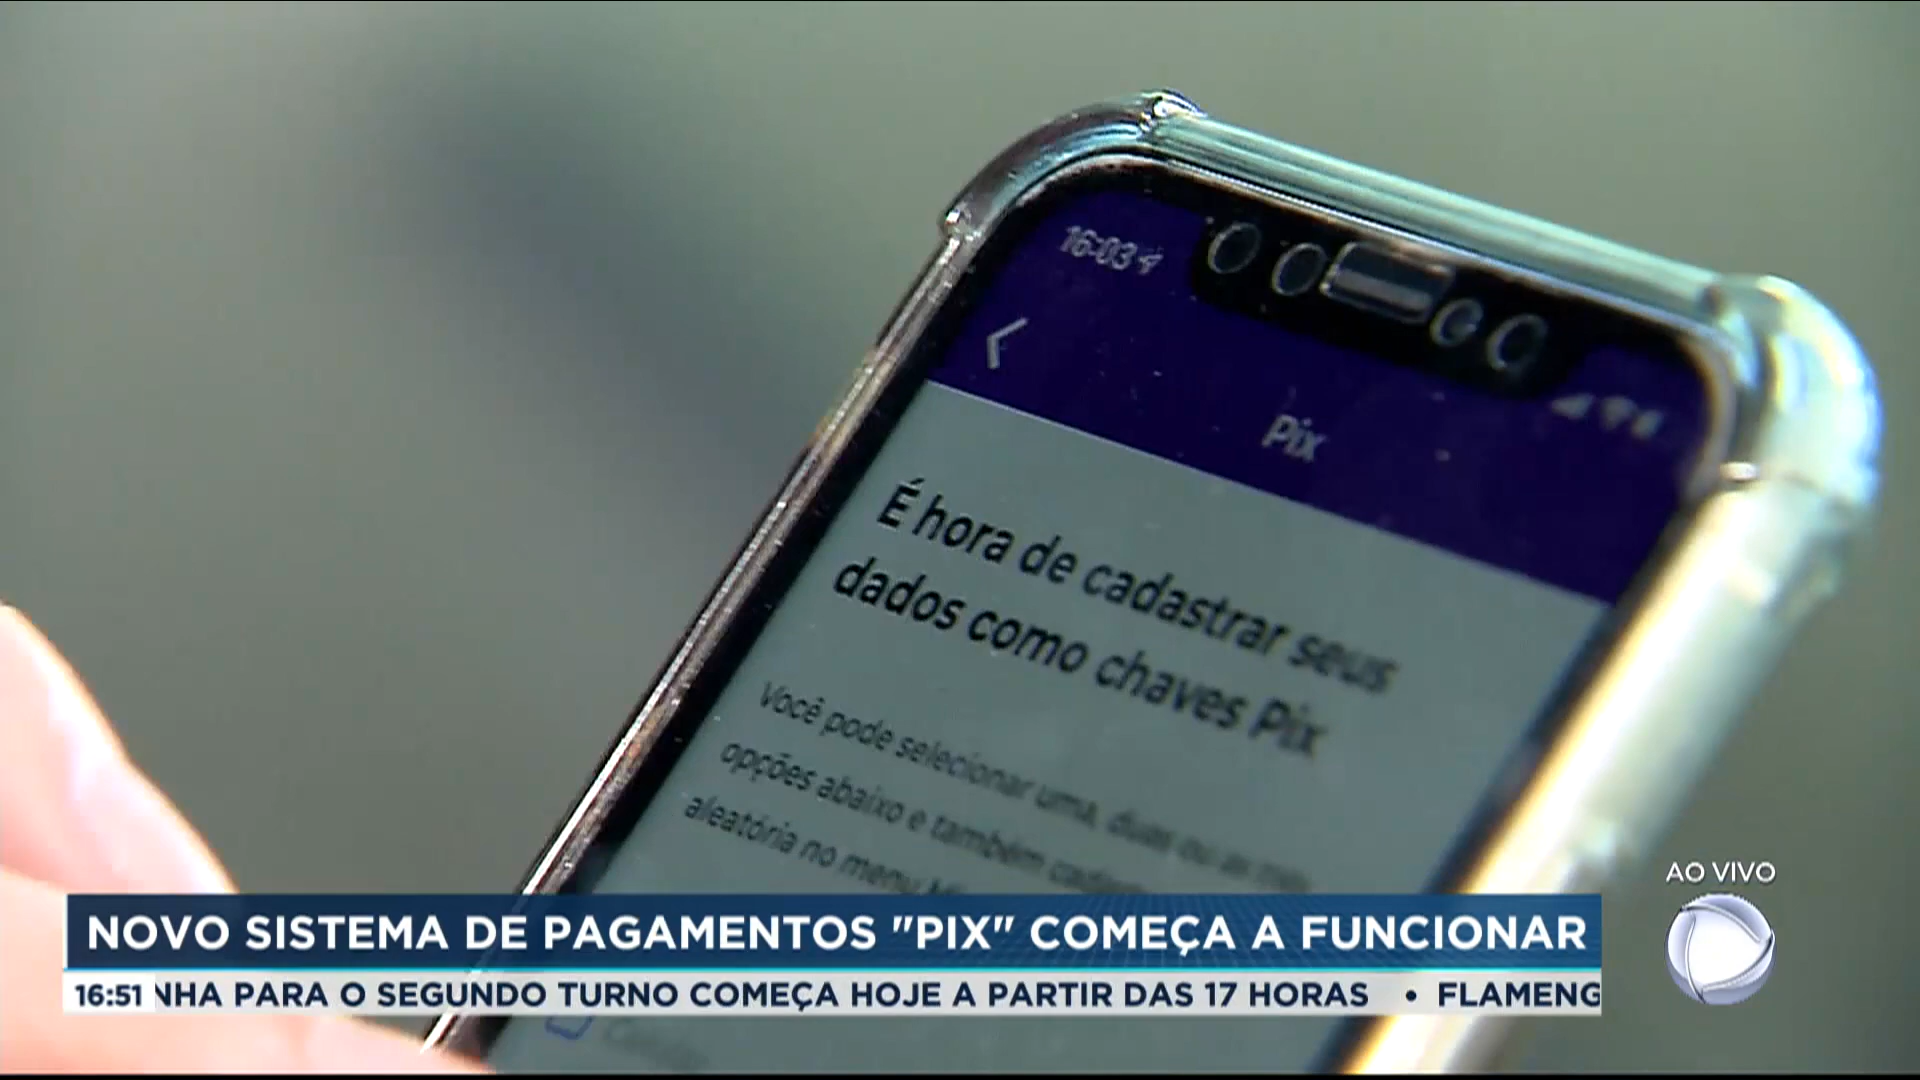 16:03
Pix
É hora de cadastrar seus
dados como chaves Pix
Você pode selecionar uma, duas ou as três
opções abaixo e também
aleatória no menu
AO VIVO
NOVO SISTEMA DE PAGAMENTOS "PIX" COMEÇA A FUNCIONAR
16:51 NHA PARA O SEGUNDO TURNO COMEÇA HOJE A PARTIR DAS 17 HORAS • FLAMENG
Celular